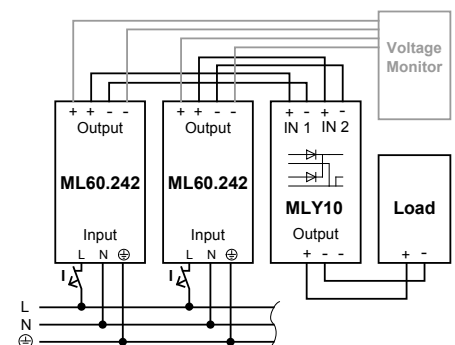 Voltage
Monitor
+ + - -
Output
ML60.242
Input
L N ⏚
I
+ + - -
Output
ML60.242
Input
L N ⏚
I
+ - + -
IN 1 IN 2
MLY10
Output
+ - -
Load
+ -
L
N
⏚